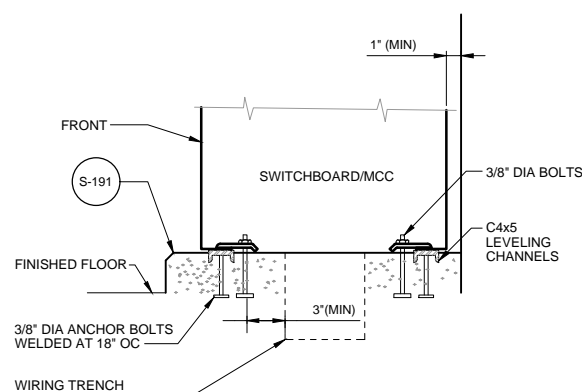 1" (MIN)
FRONT
S-191
SWITCHBOARD/MCC
3/8" DIA BOLTS
C4x5
LEVELING
CHANNELS
FINISHED FLOOR
3"(MIN)
3/8" DIA ANCHOR BOLTS
WELDED AT 18" OC
WIRING TRENCH